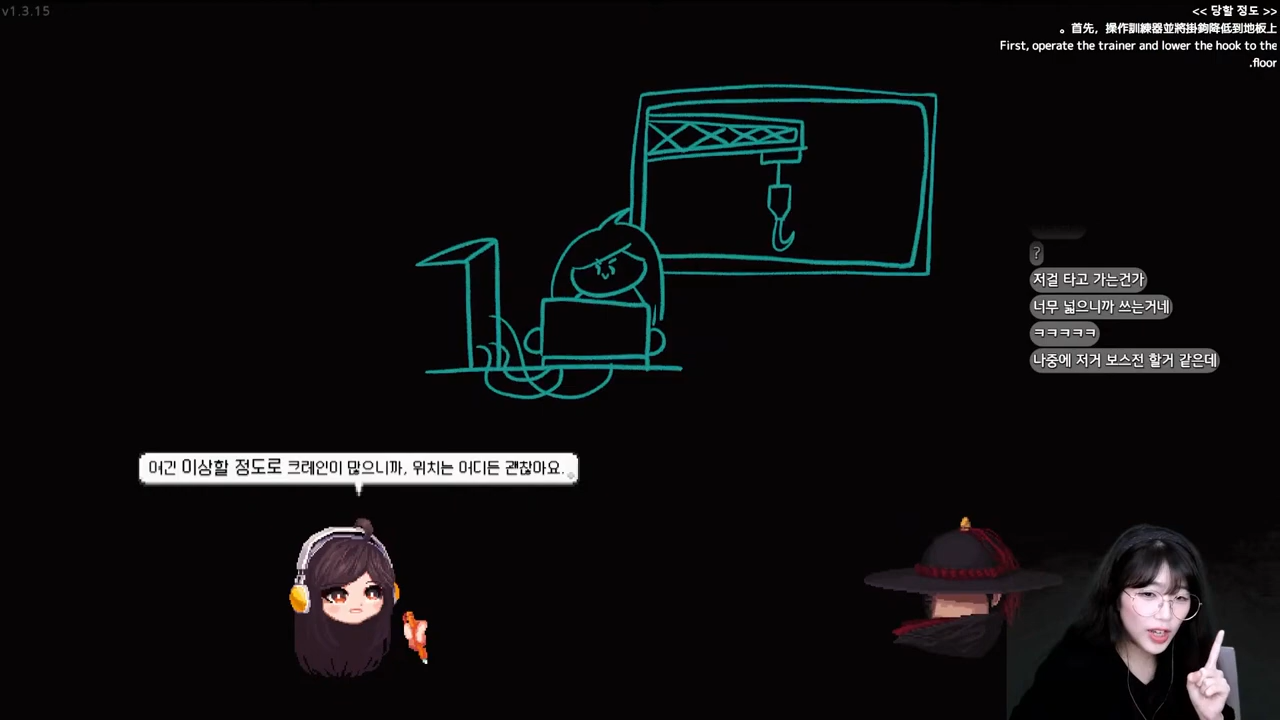 v1.3.15
<< 당할 정도 >>
。首先，操作訓練器並將掛鉤降低到地板上
First, operate the trainer and lower the hook to the
.floor
?
저걸 타고 가는건가
너무 넓으니까 쓰는거네
ㅋㅋㅋㅋㅋ
나중에 저거 보스전 할거 같은데
여긴 이상할 정도로 크레인이 많으니까, 위치는 어디든 괜찮아요.